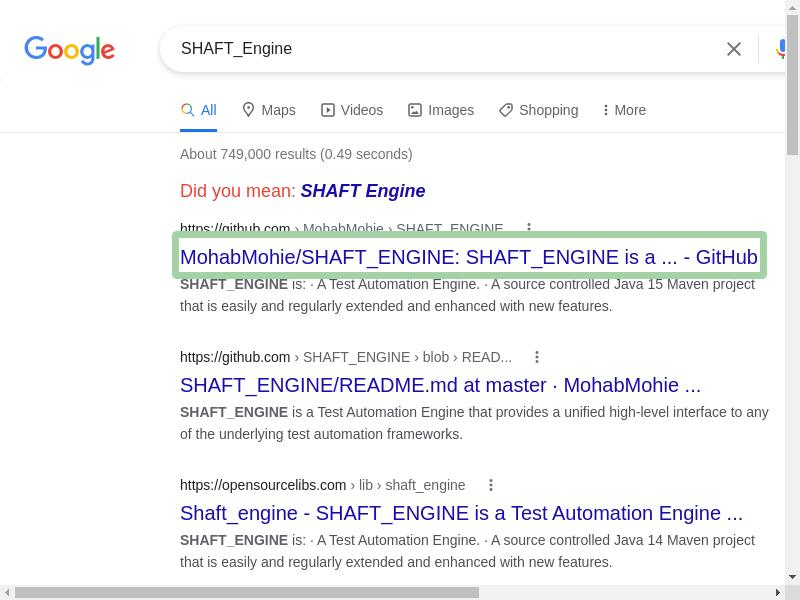 Google
SHAFT_Engine
All Maps Videos Images Shopping More
About 749,000 results (0.49 seconds)
Did you mean: SHAFT Engine
https://github.com › MohabMohie › SHAFT_ENGINE
MohabMohie/SHAFT_ENGINE: SHAFT_ENGINE is a ... - GitHub
SHAFT_ENGINE is: · A Test Automation Engine. · A source controlled Java 15 Maven project
that is easily and regularly extended and enhanced with new features.
https://github.com › SHAFT_ENGINE › blob › READ...
SHAFT_ENGINE/README.md at master · MohabMohie ...
SHAFT_ENGINE is a Test Automation Engine that provides a unified high-level interface to any
of the underlying test automation frameworks.
https://opensourcelibs.com › lib › shaft_engine
Shaft_engine - SHAFT_ENGINE is a Test Automation Engine ...
SHAFT_ENGINE is: · A Test Automation Engine. · A source controlled Java 14 Maven project
that is easily and regularly extended and enhanced with new features.